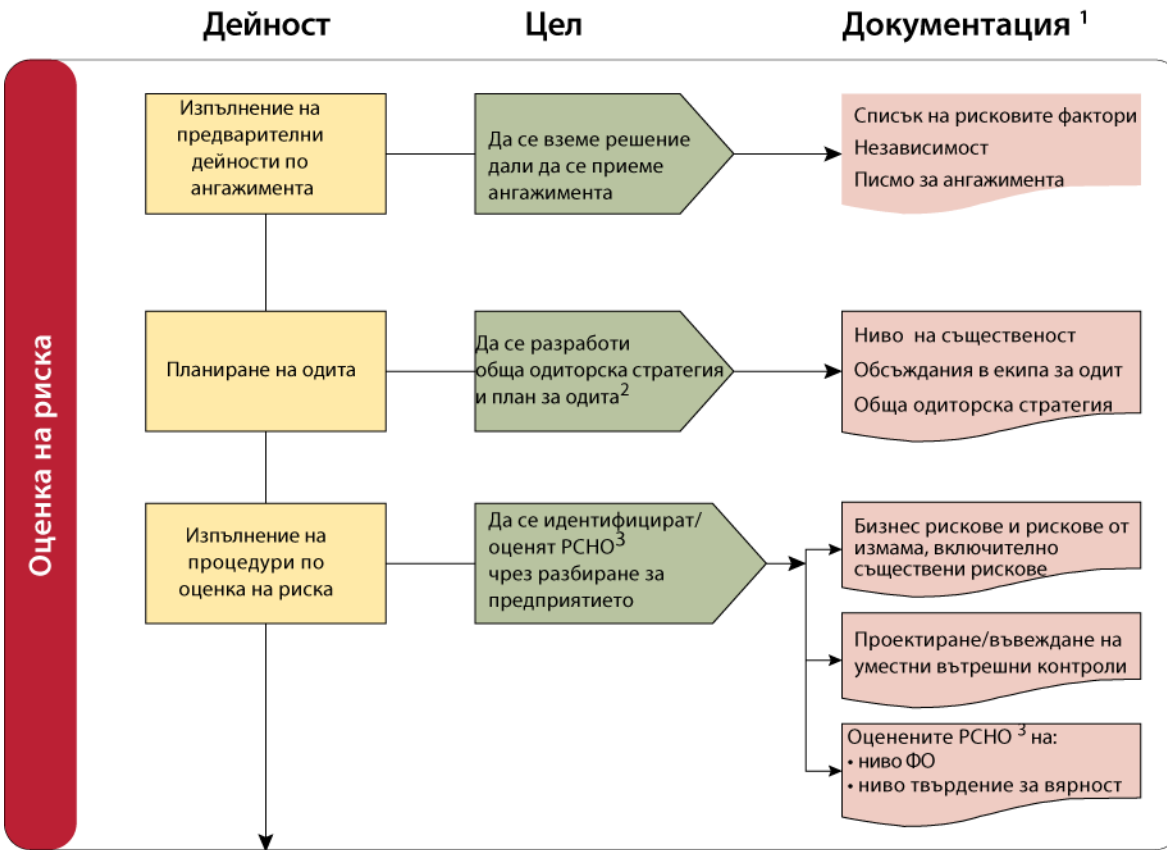 Дейност
Цел
Документация 1
Оценка на риска
Изпълнение на
предварителни
дейности по
ангажимента
Да се вземе решение
дали да се приеме
ангажимента
Списък на рисковите фактори
Независимост
Писмо за ангажимента
Планиране на одита
Да се разработи
обща одиторска стратегия
и план за одита2
Ниво на същественост
Обсъждания в екипа за одит
Обща одиторска стратегия
Изпълнение на
процедури по
оценка на риска
Да се идентифицират/
оценят РСНО3
чрез разбиране за
предприятието
Бизнес рискове и рискове от
измама, включително
съществени рискове
Проектиране/въвеждане на
уместни вътрешни контроли
Оценените РСНО 3 на:
• ниво ФО
• ниво твърдение за вярност